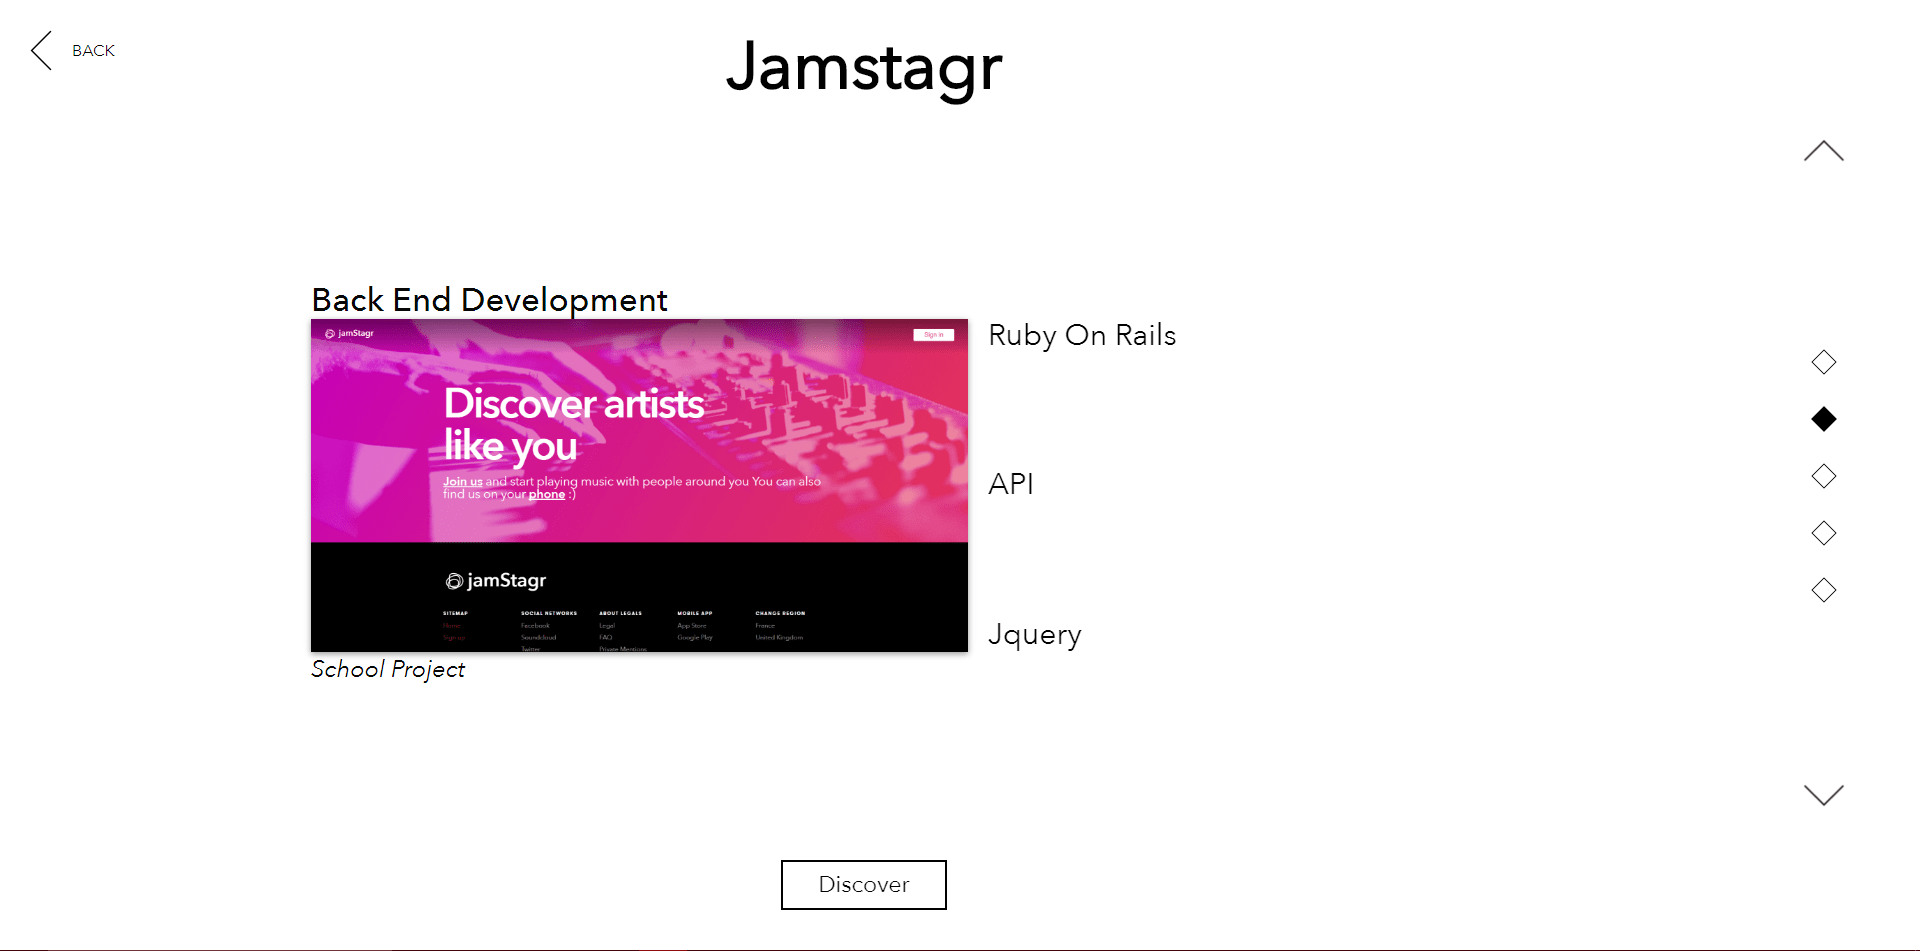 BACK
Jamstagr
Back End Development
jamStagr
Sign in
Discover artists
like you
Join us and start playing music with people around you You can also
find us on your phone :)
jamStagr
SITEMAP
Home
Sign up
SOCIAL NETWORKS
Facebook
Soundcloud
Twitter
ABOUT LEGALS
Legal
FAQ
Private Mentions
MOBILE APP
App Store
Google Play
CHANGE REGION
France
United Kingdom
School Project
Ruby On Rails
API
Jquery
Discover